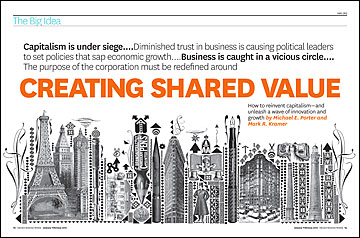 The Big Idea
Capitalism is under siege....Diminished trust in business is causing political leaders
to set policies that sap economic growth....Business is caught in a vicious circle....
The purpose of the corporation must be redefined around
CREATING SHARED VALUE
How to reinvent capitalism—and
unleash a wave of innovation and
growth by Michael E. Porter and
Mark R. Kramer